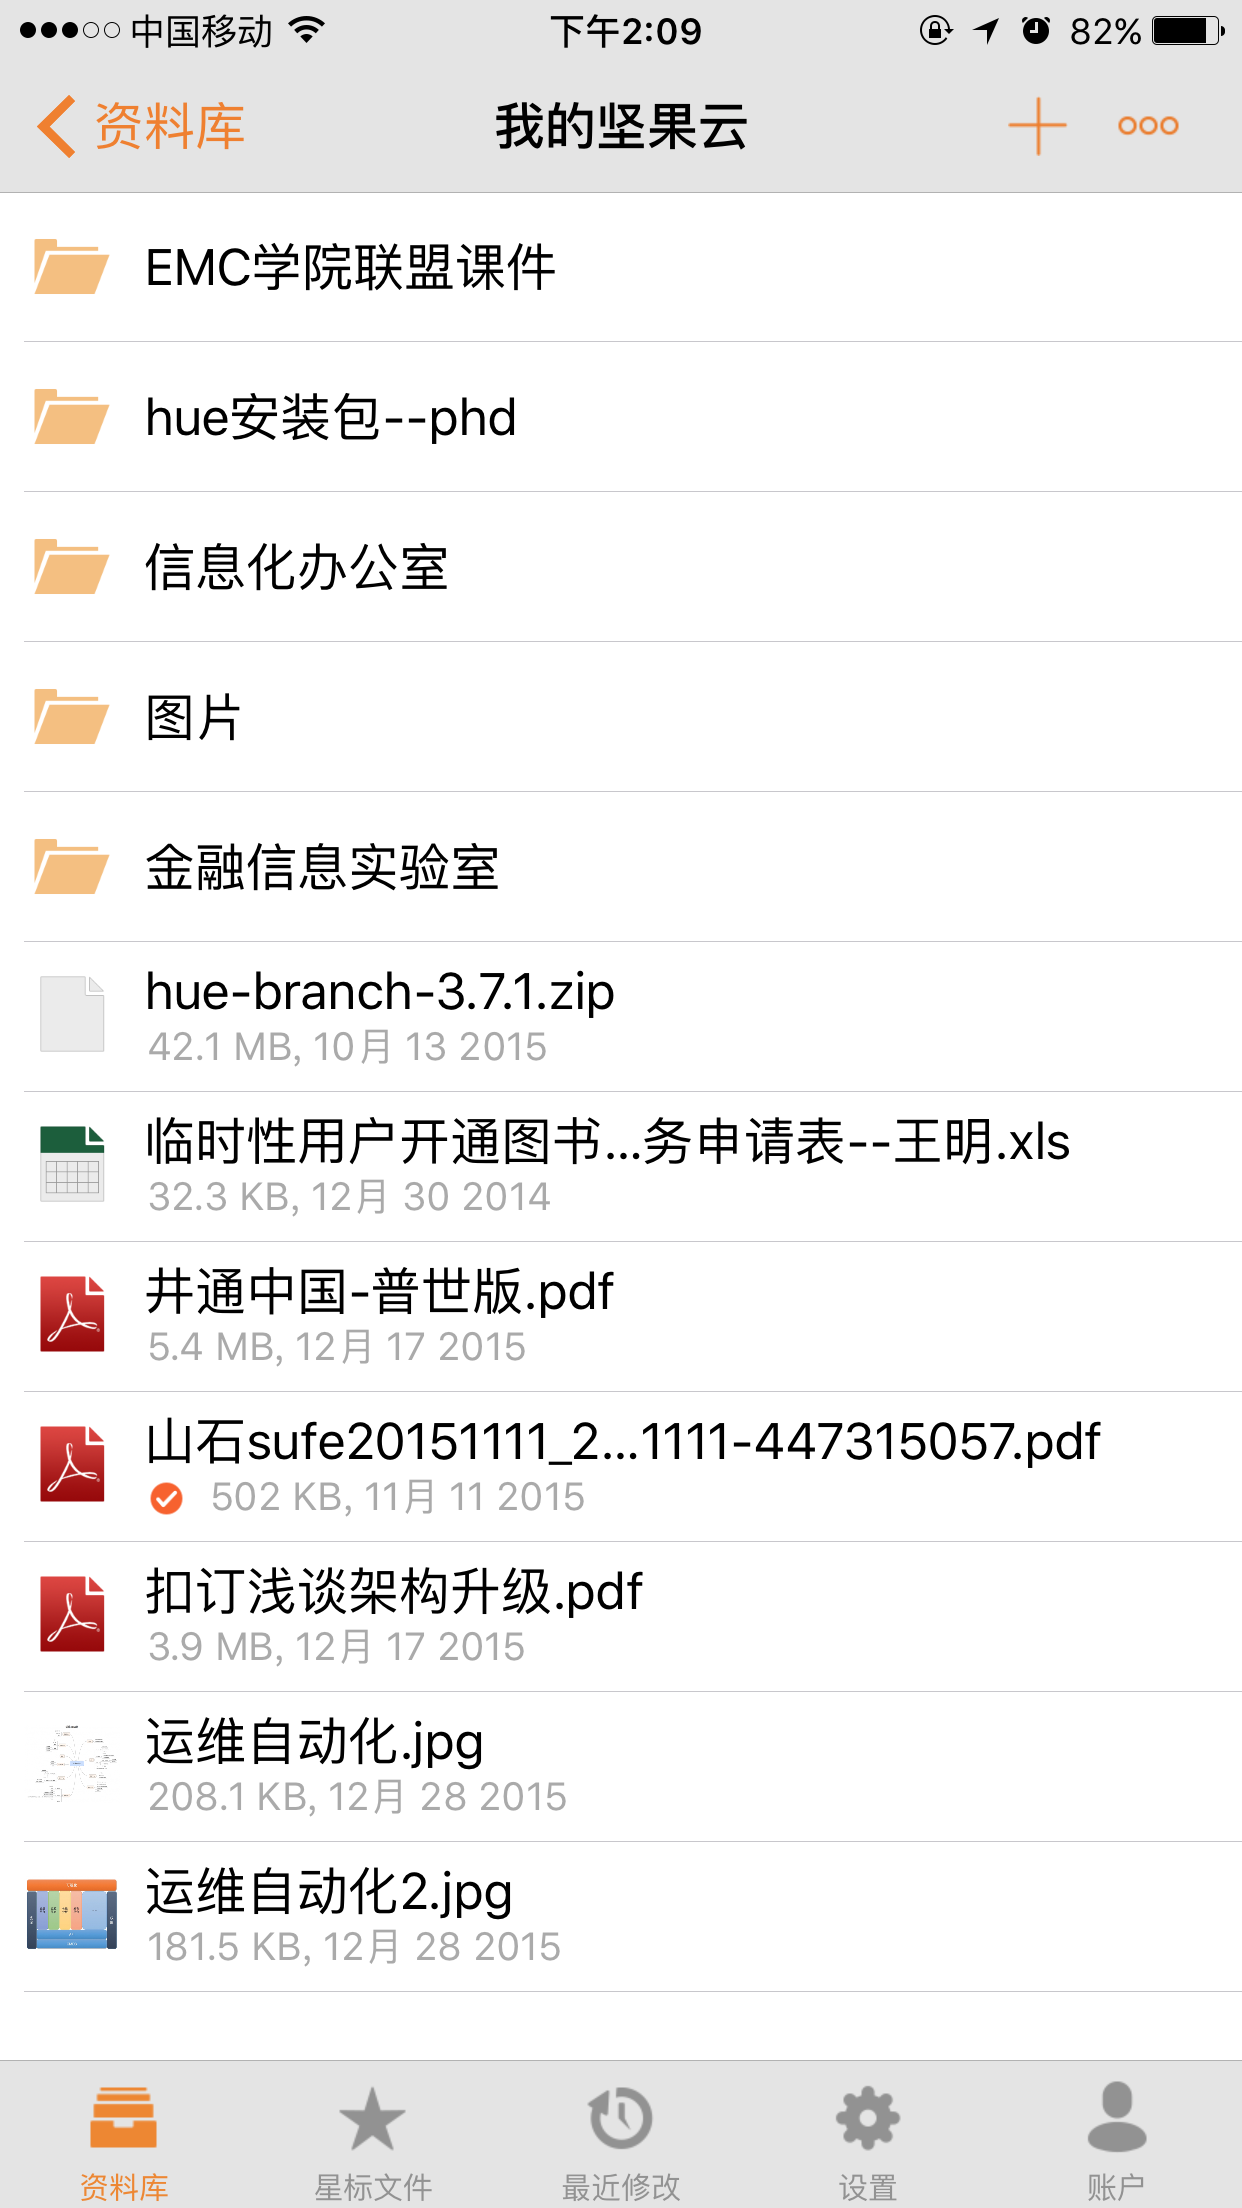 中国移动 下午2:09 82%
资料库 我的坚果云
EMC学院联盟课件
hue安装包--phd
信息化办公室
图片
金融信息实验室
hue-branch-3.7.1.zip
42.1 MB, 10月 13 2015
临时性用户开通图书...务申请表--王明.xls
32.3 KB, 12月 30 2014
井通中国-普世版.pdf
5.4 MB, 12月 17 2015
山石sufe20151111_2...1111-447315057.pdf
502 KB, 11月 11 2015
扣订浅谈架构升级.pdf
3.9 MB, 12月 17 2015
运维自动化.jpg
208.1 KB, 12月 28 2015
运维自动化2.jpg
181.5 KB, 12月 28 2015
资料库 星标文件 最近修改 设置 账户